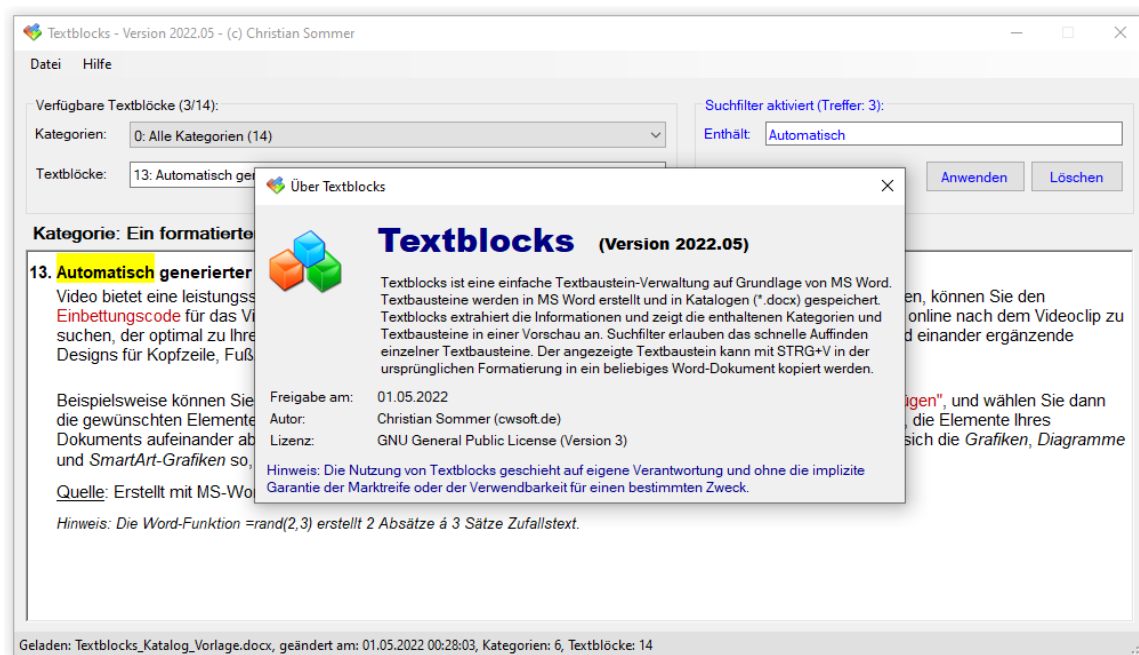 Textblocks - Version 2022.05 - (c) Christian Sommer
Datei Hilfe
Verfügbare Textblöcke (3/14):
Kategorien: 0: Alle Kategorien (14)
Textblöcke: 13: Automatisch
Suchfilter aktiviert (Treffer: 3):
Enthält: Automatisch
Anwenden Löschen
Kategorie: Ein
13. Automatisch generierter
Video bietet eine
en, können Sie den
Einbettungscode für das
online nach dem Videoclip zu
suchen, der optimal zu
d einander ergänzende
Designs für Kopfzeile,
Beispielsweise können Sie
ügen", und wählen Sie dann
die gewünschten
, die Elemente Ihres
Dokuments aufeinander
sich die Grafiken, Diagramme
und SmartArt-Grafiken so,
Quelle: Erstellt mit
Hinweis: Die Word-Funktion =rand(2,3) erstellt 2 Absätze á 3 Sätze Zufallstext.
Über Textblocks
Textblocks (Version 2022.05)
Textblocks ist eine einfache Textbaustein-Verwaltung auf Grundlage von MS Word.
Textbausteine werden in MS Word erstellt und in Katalogen (*.docx) gespeichert.
Textblocks extrahiert die Informationen und zeigt die enthaltenen Kategorien und
Textbausteine in einer Vorschau an. Suchfilter erlauben das schnelle Auffinden
einzelner Textbausteine. Der angezeigte Textbaustein kann mit STRG+V in der
ursprünglichen Formatierung in ein beliebiges Word-Dokument kopiert werden.
Freigabe am: 01.05.2022
Autor: Christian Sommer (cwsoft.de)
Lizenz: GNU General Public License (Version 3)
Hinweis: Die Nutzung von Textblocks geschieht auf eigene Verantwortung und ohne die implizite
Garantie der Marktreife oder der Verwendbarkeit für einen bestimmten Zweck.
Geladen: Textblocks_Katalog_Vorlage.docx, geändert am: 01.05.2022 00:28:03, Kategorien: 6, Textblöcke: 14